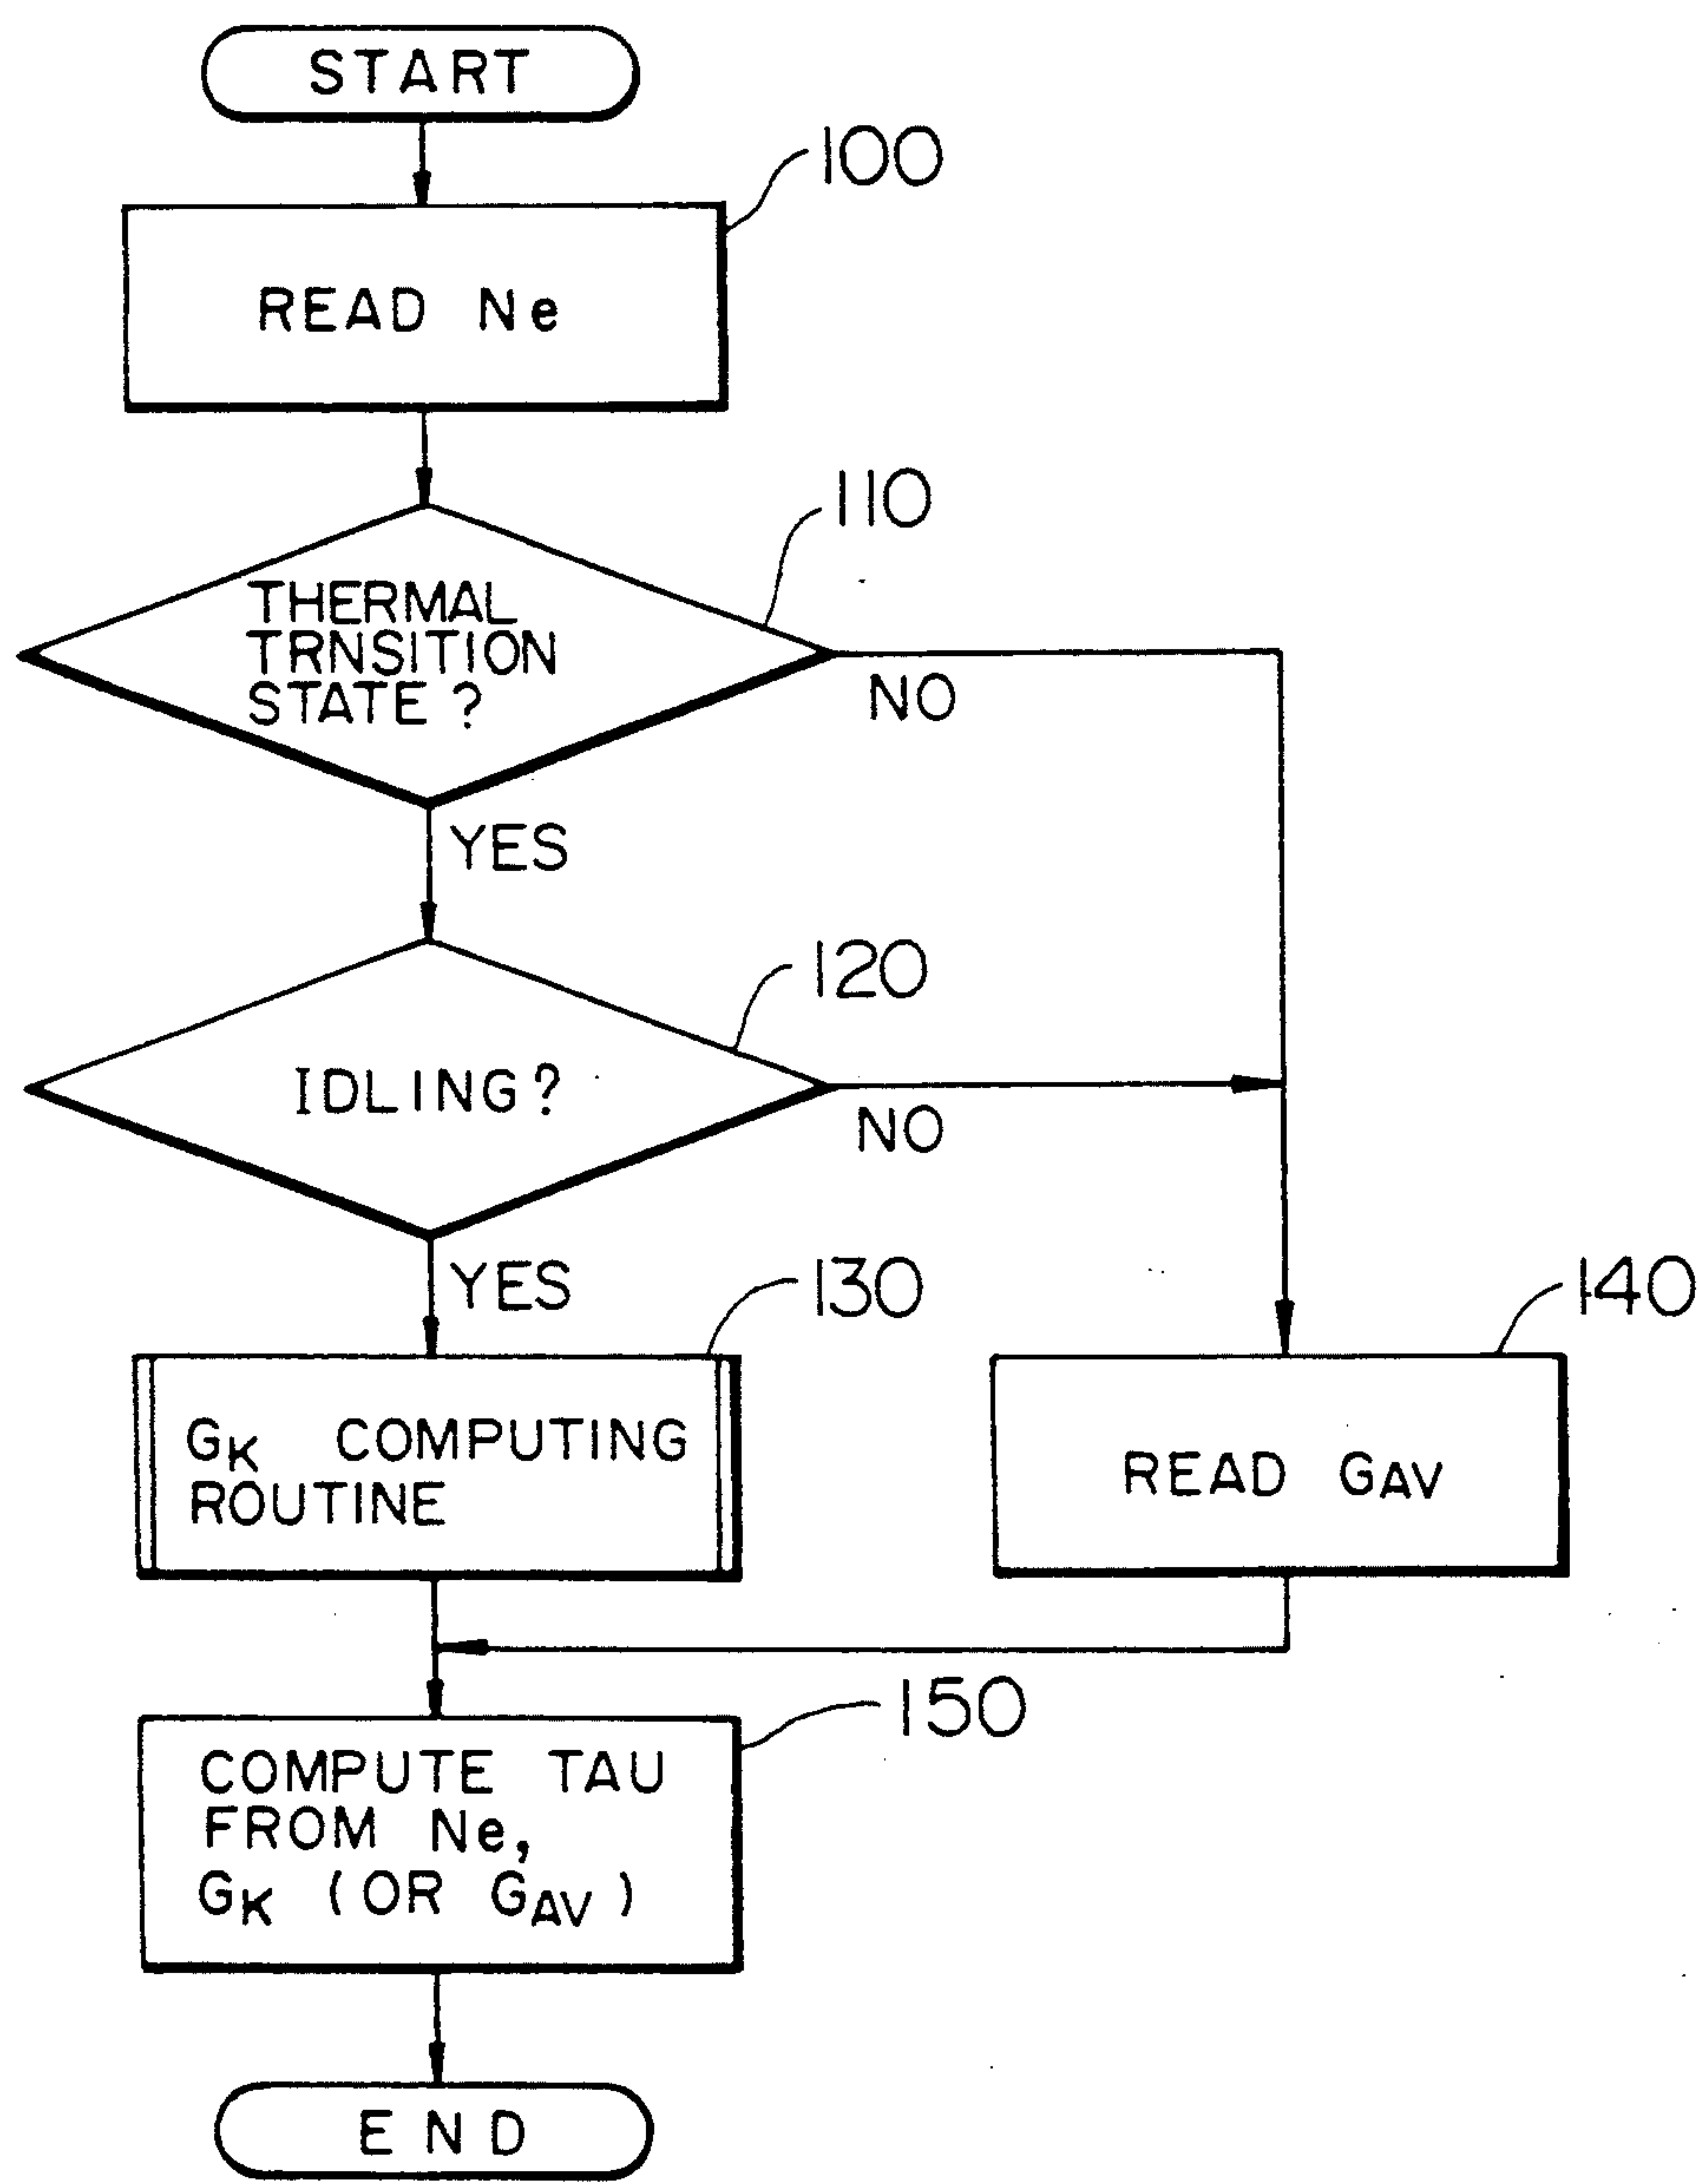 START
100
READ Ne
110
THERMAL
TRNSITION
STATE ?
NO
YES
120
IDLING?
NO
YES
130
140
GK COMPUTING
ROUTINE
READ GAV
150
COMPUTE TAU
FROM Ne,
GK (OR GAV)
END